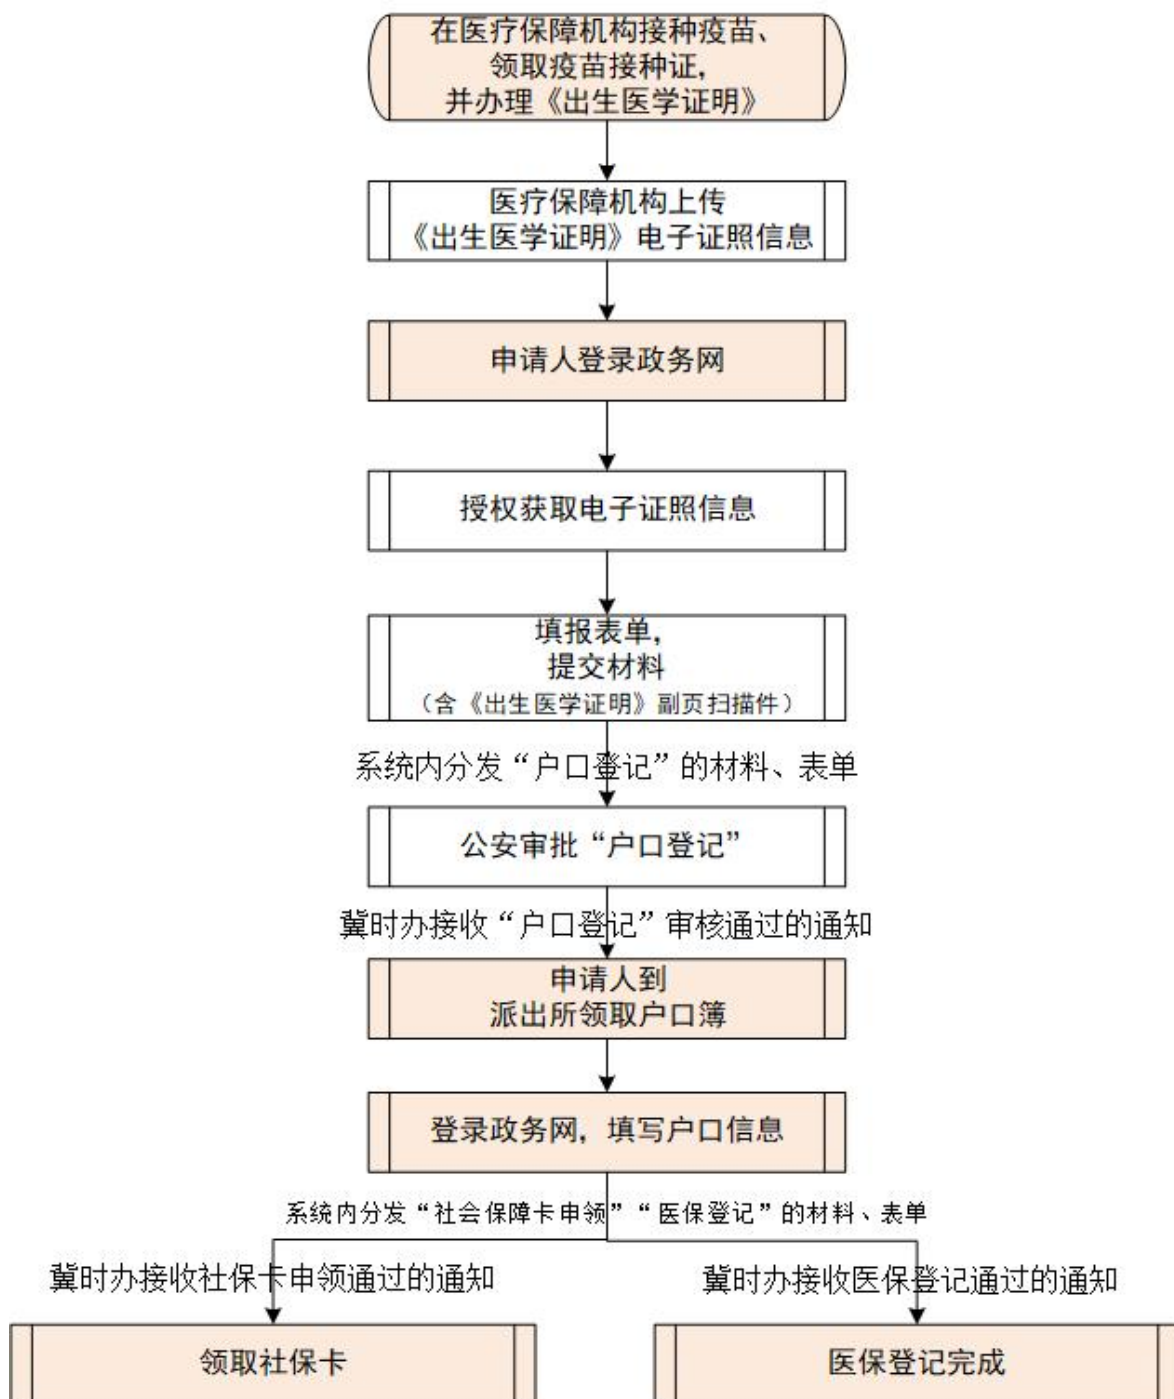 在医疗保障机构接种疫苗、
领取疫苗接种证，
并办理《出生医学证明》
医疗保障机构上传
《出生医学证明》电子证照信息
申请人登录政务网
授权获取电子证照信息
填报表单，
提交材料
（含《出生医学证明》副页扫描件）
系统内分发“户口登记”的材料、表单
公安审批“户口登记”
冀时办接收“户口登记”审核通过的通知
申请人到
派出所领取户口簿
登录政务网，填写户口信息
系统内分发“社会保障卡申领”“医保登记”的材料、表单
冀时办接收社保卡申领通过的通知
冀时办接收医保登记通过的通知
领取社保卡
医保登记完成